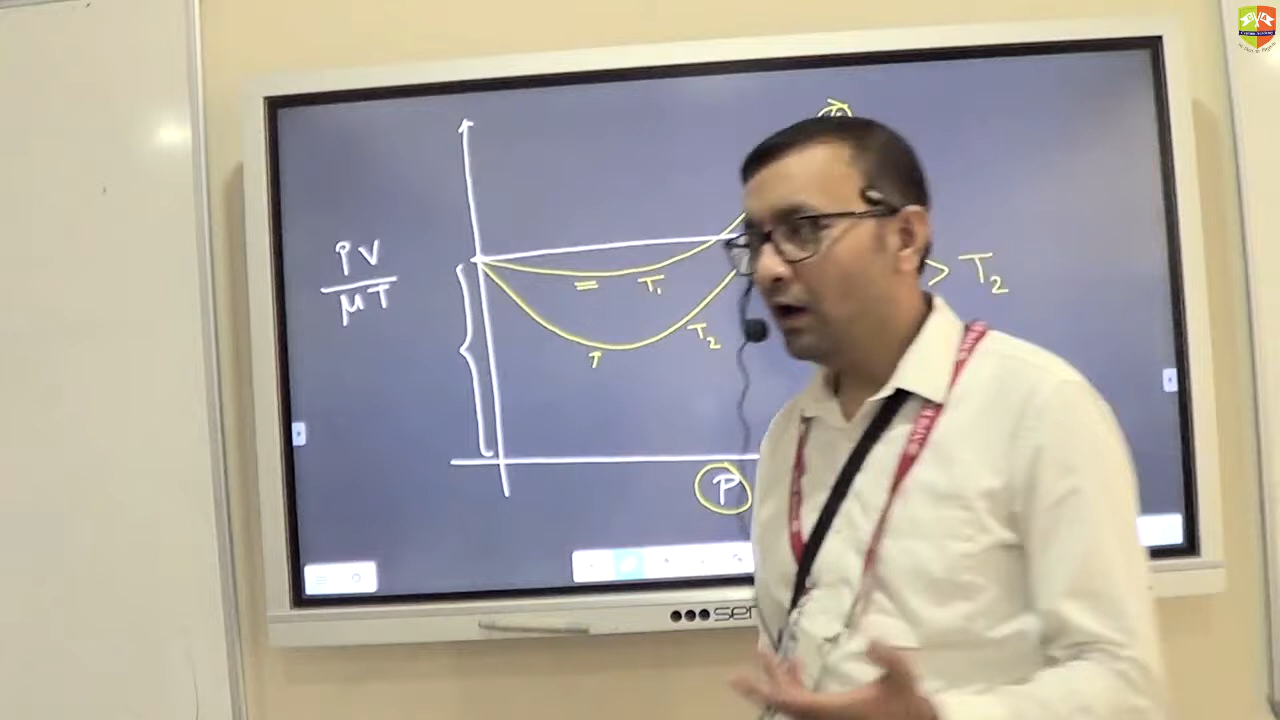 PV
μT
= T₁
T₂
T
> T₂
P